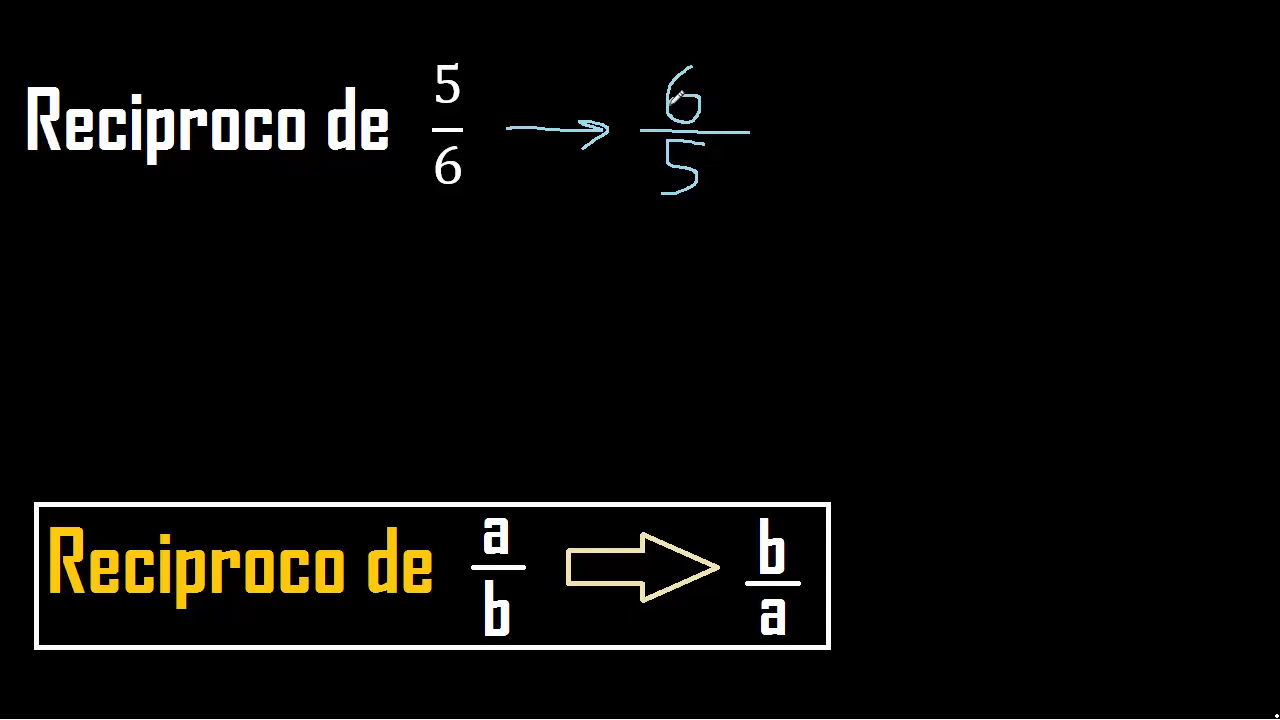 Reciproco de 5/6 → 6/5
Reciproco de a/b ⇨ b/a